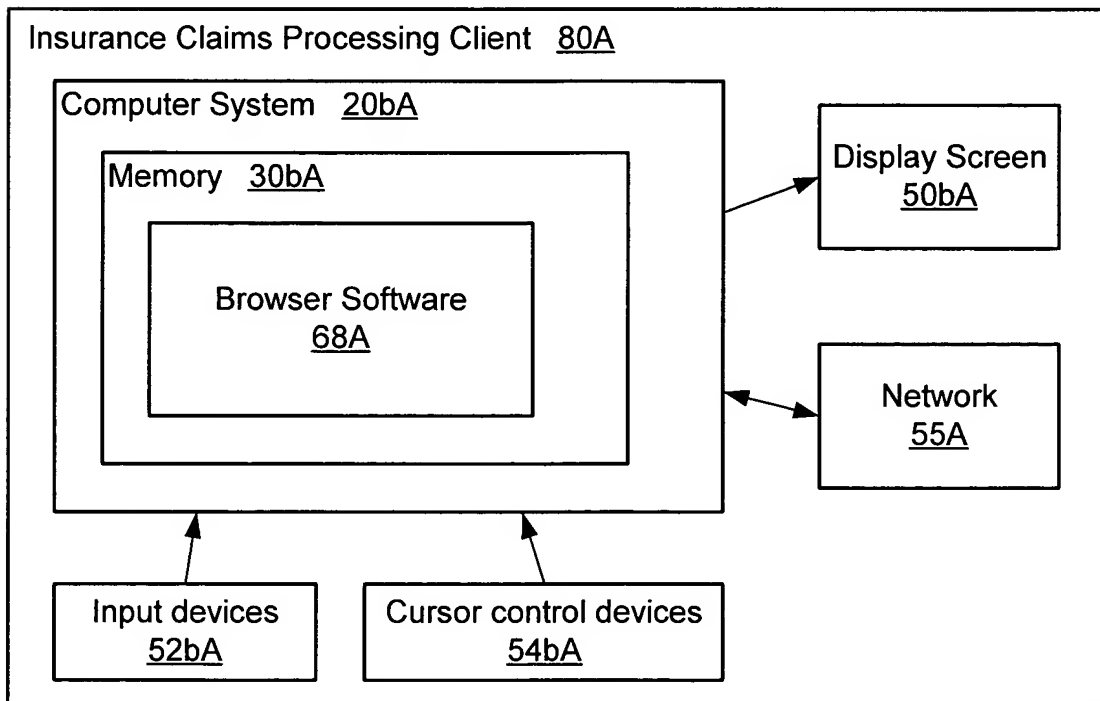 Insurance Claims Processing Client 80A
Computer System 20bA
Memory 30bA
Browser Software
68A
Display Screen
50bA
Network
55A
Input devices
52bA
Cursor control devices
54bA